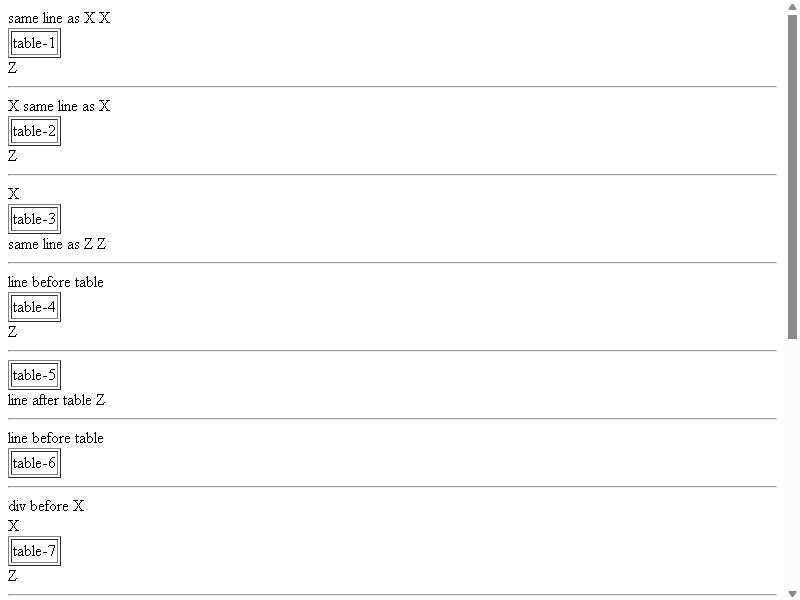 same line as X X
table-1
Z
X same line as X
table-2
Z
X
table-3
same line as Z Z
line before table
table-4
Z
table-5
line after table Z
line before table
table-6
div before X
X
table-7
Z